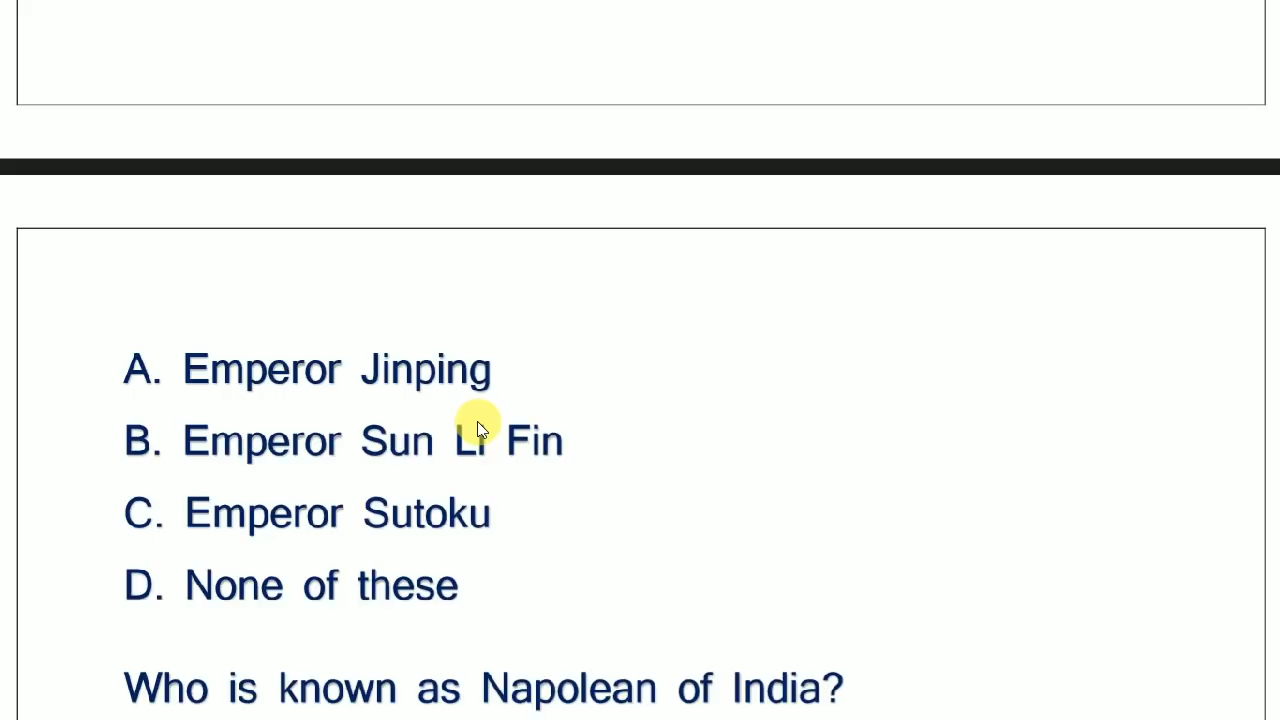 A. Emperor Jinping
B. Emperor Sun Li Fin
C. Emperor Sutoku
D. None of these
Who is known as Napolean of India?